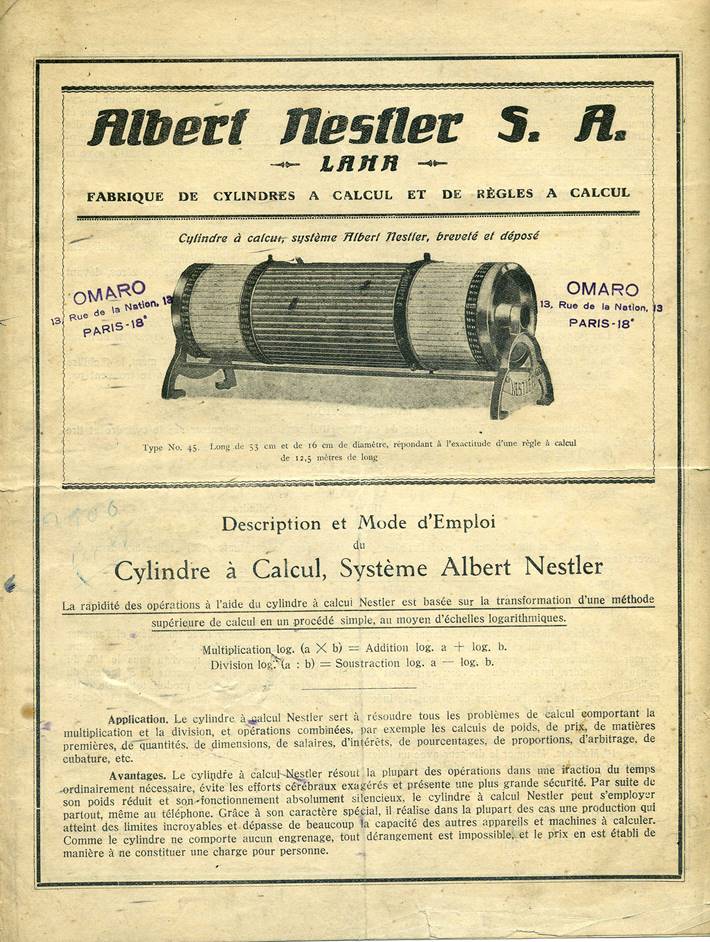 Albert Nestler S. A.
LAHR
FABRIQUE DE CYLINDRES A CALCUL ET DE RÈGLES A CALCUL
Cylindre à calcul, système Albert Nestler, breveté et déposé
OMARO
13, Rue de la Nation, 13
PARIS-18e
OMARO
13, Rue de la Nation, 13
PARIS-18e
NESTLER
Type No. 45. Long de 53 cm et de 16 cm de diamètre, répondant à l'exactitude d'une règle à calcul
de 12,5 mètres de long
Description et Mode d'Emploi
du
Cylindre à Calcul, Système Albert Nestler
La rapidité des opérations à l'aide du cylindre à calcul Nestler est basée sur la transformation d'une méthode
supérieure de calcul en un procédé simple, au moyen d'échelles logarithmiques.
Multiplication log. (a × b) = Addition log. a + log. b.
Division log. (a : b) = Soustraction log. a — log. b.
Application. Le cylindre à calcul Nestler sert à résoudre tous les problèmes de calcul comportant la
multiplication et la division, et opérations combinées, par exemple les calculs de poids, de prix, de matières
premières, de quantités, de dimensions, de salaires, d'intérêts, de pourcentages, de proportions, d'arbitrage, de
cubature, etc.
Avantages. Le cylindre à calcul Nestler résout la plupart des opérations dans une fraction du temps
ordinairement nécessaire, évite les efforts cérébraux exagérés et présente une plus grande sécurité. Par suite de
son poids réduit et son fonctionnement absolument silencieux, le cylindre à calcul Nestler peut s'employer
partout, même au téléphone. Grâce à son caractère spécial, il réalise dans la plupart des cas une production qui
atteint des limites incroyables et dépasse de beaucoup la capacité des autres appareils et machines à calculer.
Comme le cylindre ne comporte aucun engrenage, tout dérangement est impossible, et le prix en est établi de
manière à ne constituer une charge pour personne.